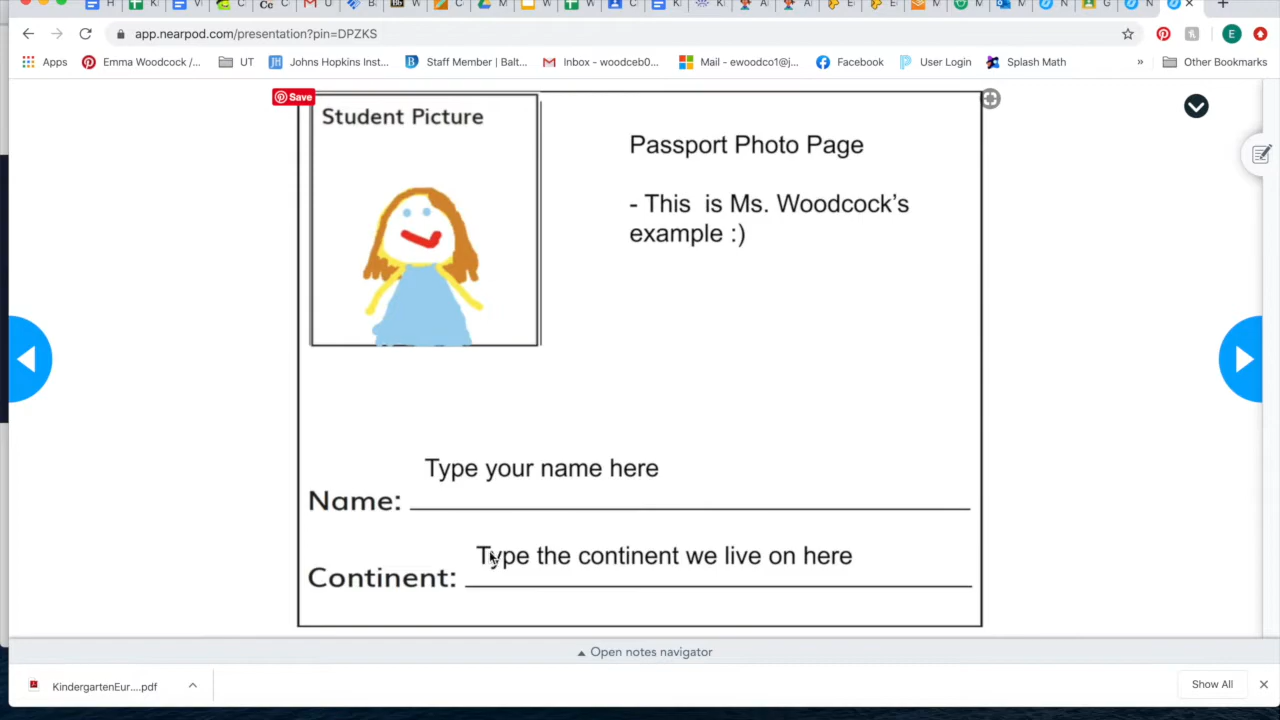 H
K
V
C
Cc
M U
B
Bl
W
C
M
W
W
C
K
K
V
A
A
E
E
M
M
M
N
N
G
N
N
app.nearpod.com/presentation?pin=DPZKS
E
Apps
Emma Woodcock /...
UT
JH
Johns Hopkins Inst...
B
Staff Member | Balt...
Inbox - woodceb0...
Mail - ewoodco1@j...
Facebook
User Login
Splash Math
»
Other Bookmarks
Save
Student Picture
Passport Photo Page
- This is Ms. Woodcock's
example :)
Type your name here
Name:
Type the continent we live on here
Continent:
Open notes navigator
KindergartenEur....pdf
Show All